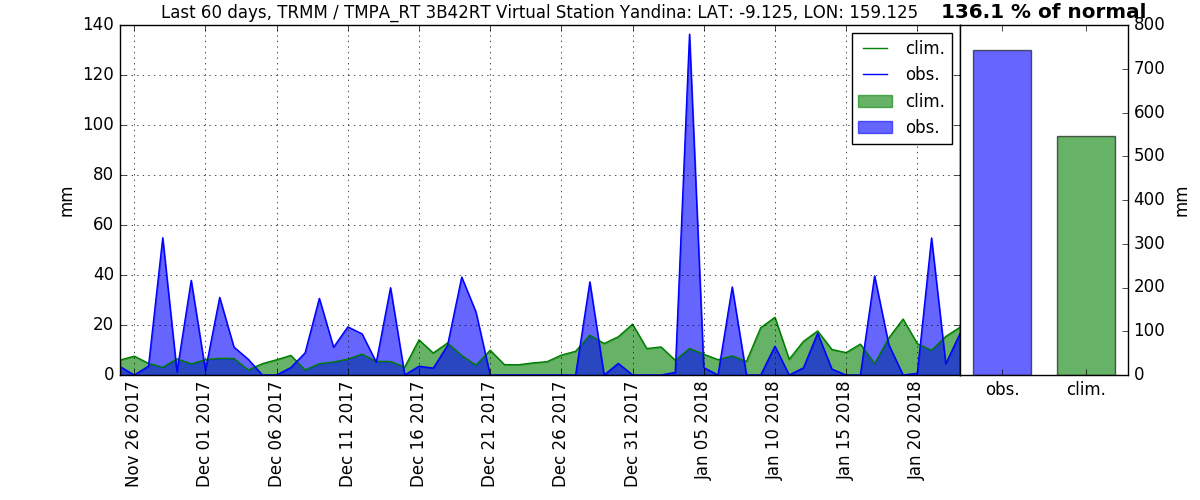 Last 60 days, TRMM / TMPA_RT 3B42RT Virtual Station Yandina: LAT: -9.125, LON: 159.125
136.1 % of normal
140
120
100
80
60
40
20
0
mm
clim.
obs.
clim.
obs.
800
700
600
500
400
300
200
100
0
mm
Nov 26 2017
Dec 01 2017
Dec 06 2017
Dec 11 2017
Dec 16 2017
Dec 21 2017
Dec 26 2017
Dec 31 2017
Jan 05 2018
Jan 10 2018
Jan 15 2018
Jan 20 2018
obs.
clim.